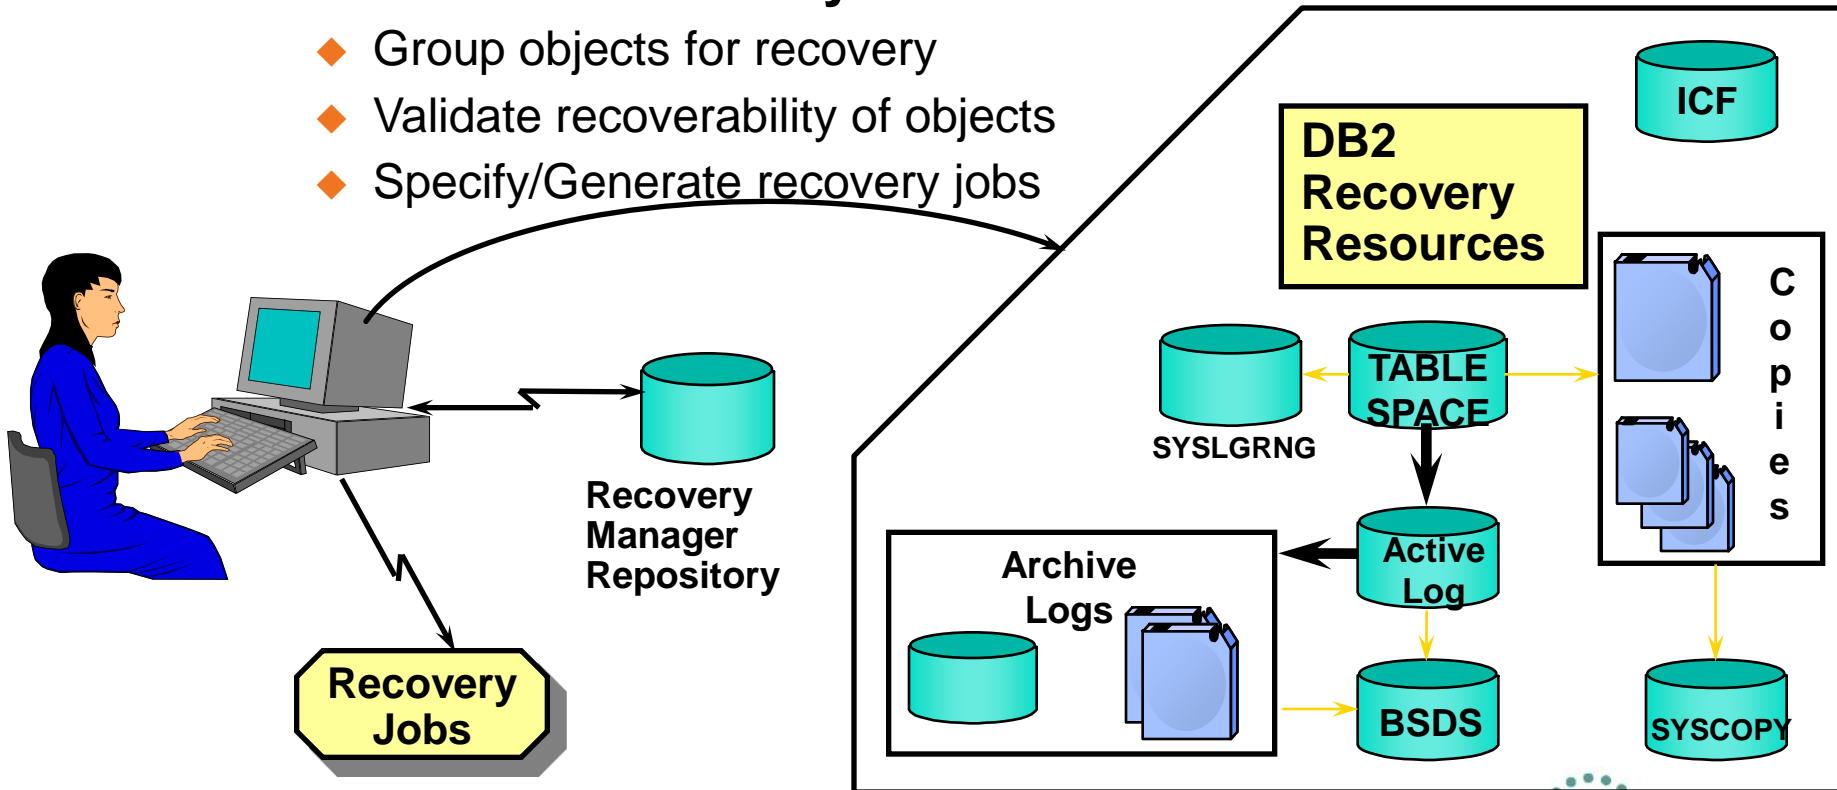 Group objects for recovery
Validate recoverability of objects
Specify/Generate recovery jobs
ICF
DB2
Recovery
Resources
Copies
TABLE
SPACE
SYSLGRNG
Recovery
Manager
Repository
Active
Log
Archive
Logs
Recovery
Jobs
BSDS
SYSCOPY